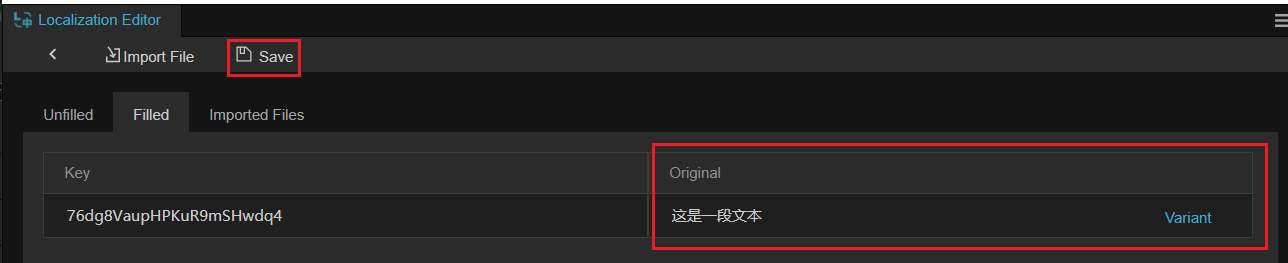 Localization Editor
Import File Save
Unfilled Filled Imported Files
Key Original
76dg8VaupHPKuR9mSHwdq4 这是一段文本 Variant